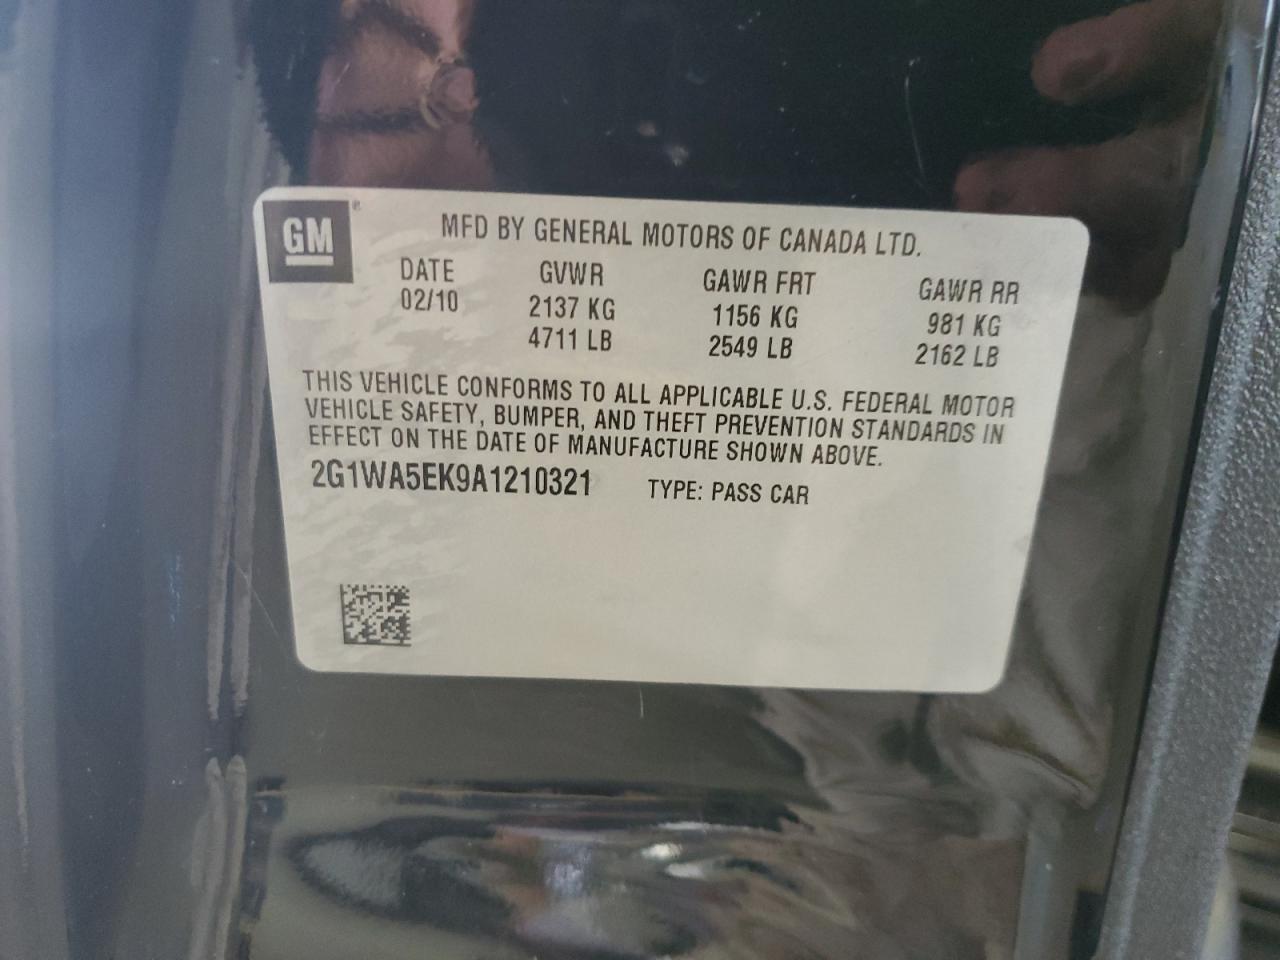 GM®
MFD BY GENERAL MOTORS OF CANADA LTD.
DATE GVWR GAWR FRT GAWR RR
02/10 2137 KG 1156 KG 981 KG
4711 LB 2549 LB 2162 LB
THIS VEHICLE CONFORMS TO ALL APPLICABLE U.S. FEDERAL MOTOR
VEHICLE SAFETY, BUMPER, AND THEFT PREVENTION STANDARDS IN
EFFECT ON THE DATE OF MANUFACTURE SHOWN ABOVE.
2G1WA5EK9A1210321 TYPE: PASS CAR